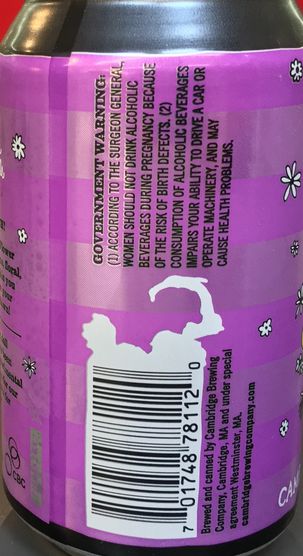 GOVERNMENT WARNING:
(1) ACCORDING TO THE SURGEON GENERAL,
WOMEN SHOULD NOT DRINK ALCOHOLIC
BEVERAGES DURING PREGNANCY BECAUSE
OF THE RISK OF BIRTH DEFECTS. (2)
CONSUMPTION OF ALCOHOLIC BEVERAGES
IMPAIRS YOUR ABILITY TO DRIVE A CAR OR
OPERATE MACHINERY, AND MAY
CAUSE HEALTH PROBLEMS.
7 01748 78112 0
Brewed and canned by Cambridge Brewing
Company, Cambridge, MA and under special
agreement Westminster, MA.
cambridgebrewingcompany.com
CBC
floral.
CAM